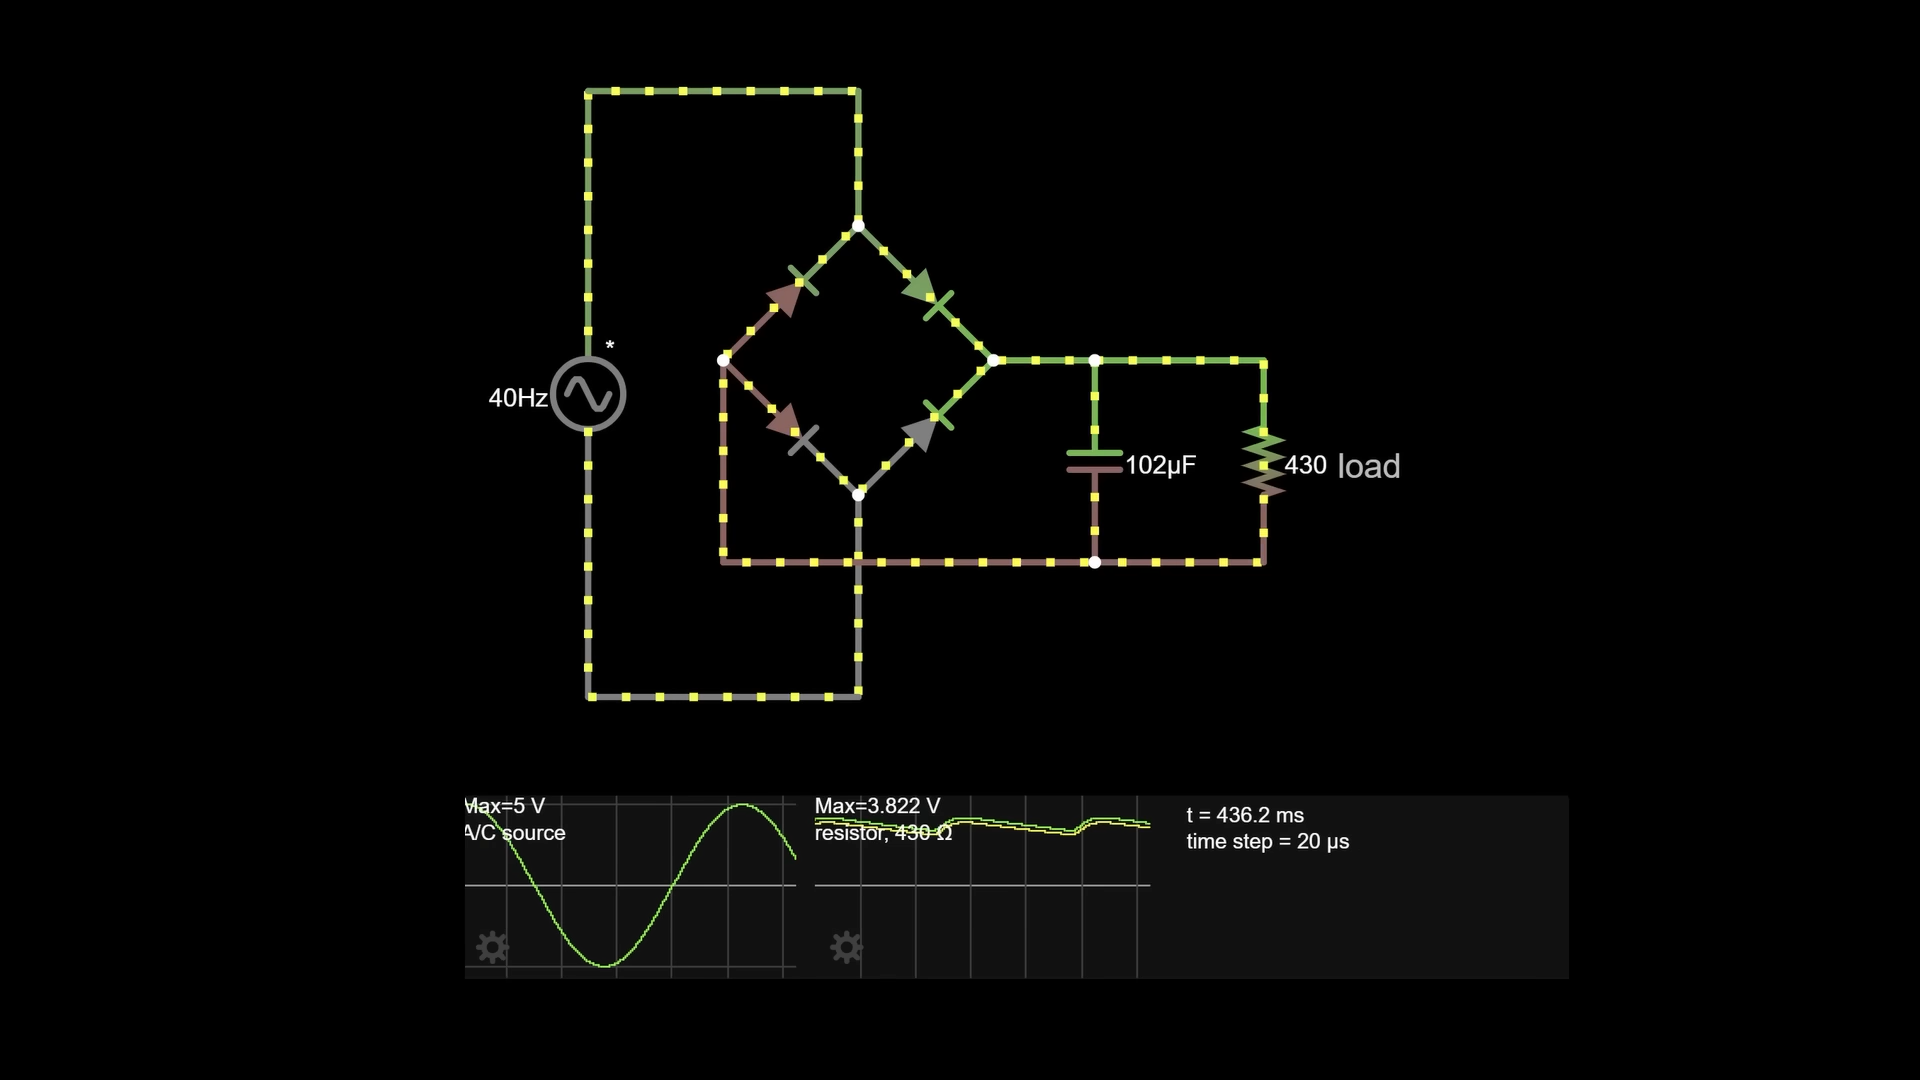 *
40Hz
102μF
430 load
Max=5 V
A/C source
Max=3.822 V
resistor, 430 Ω
t = 436.2 ms
time step = 20 μs